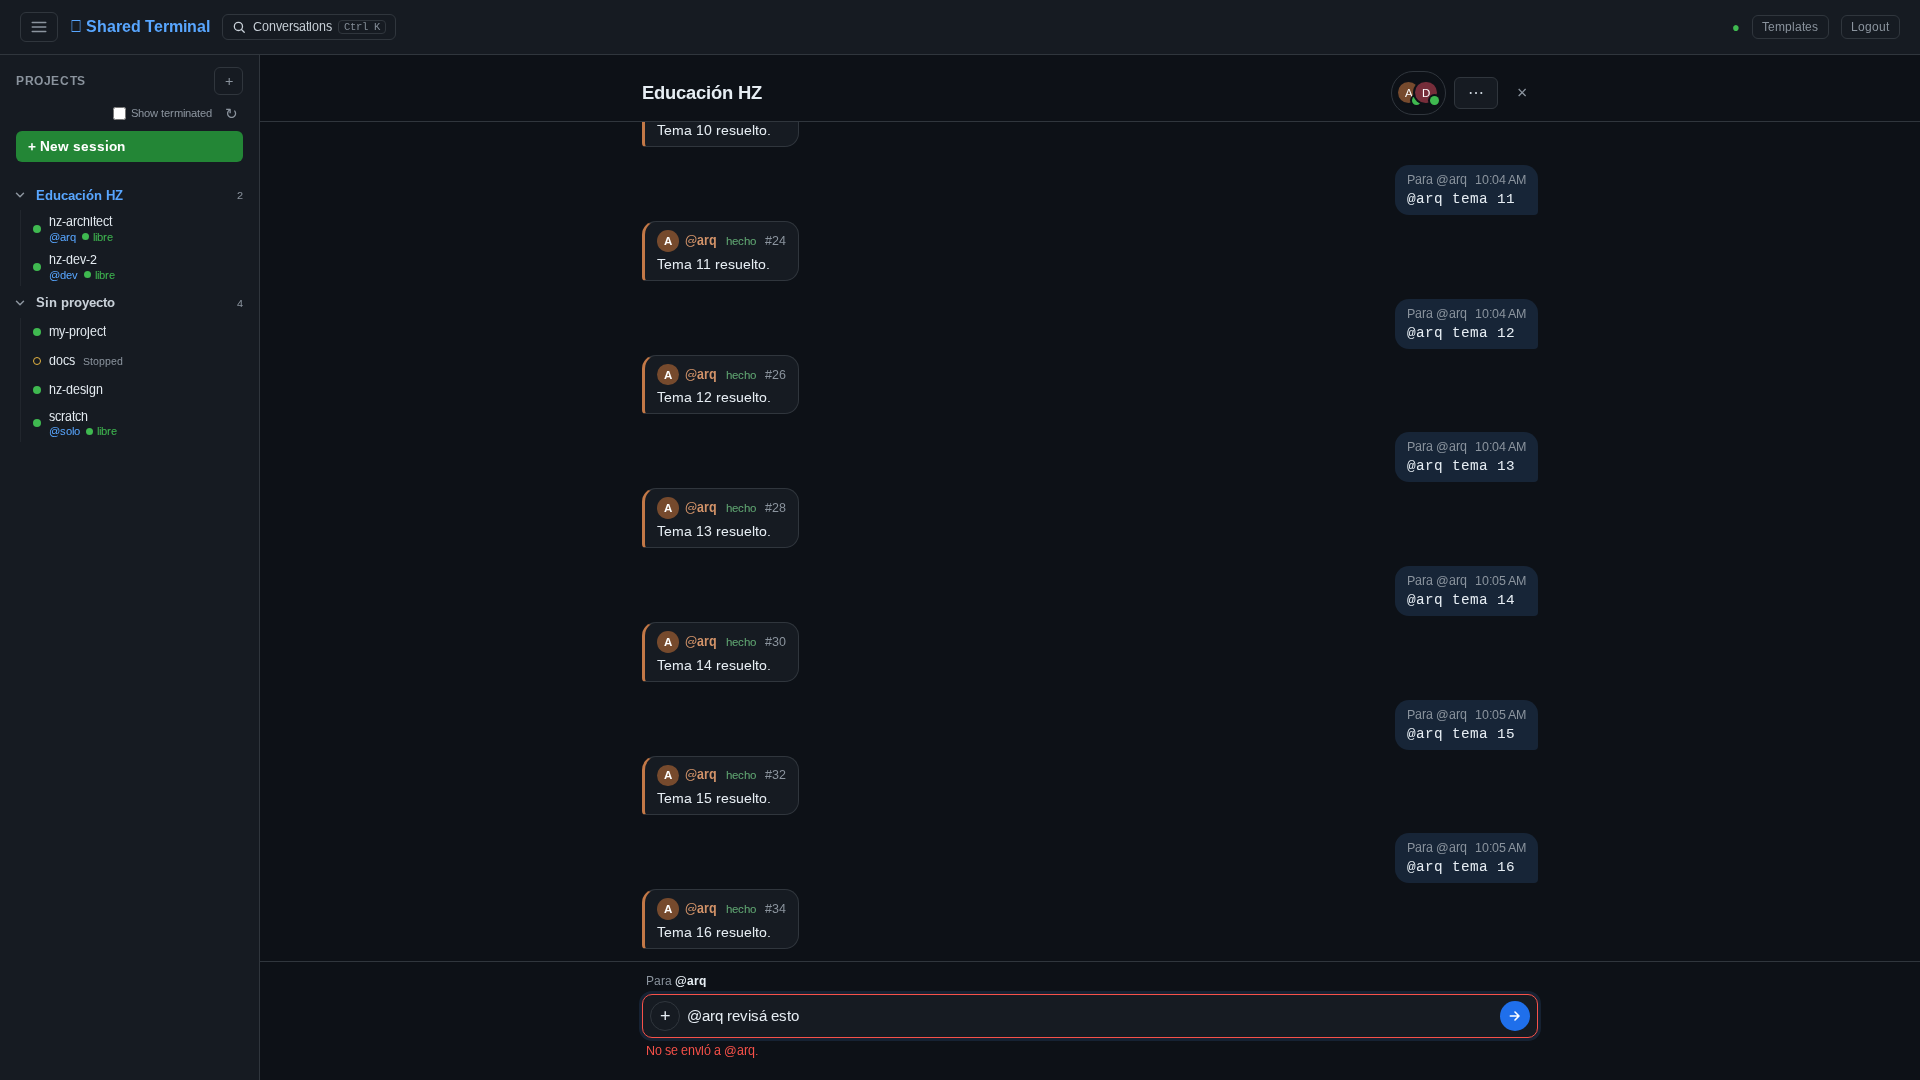 Shared Terminal
Conversations Ctrl K
Templates
Logout
PROJECTS
+
Show terminated
+ New session
Educación HZ 2
hz-architect
@arq libre
hz-dev-2
@dev libre
Sin proyecto 4
my-project
docs Stopped
hz-design
scratch
@solo libre
Educación HZ
A D
Tema 10 resuelto.
Para @arq 10:04 AM
@arq tema 11
A @arq hecho #24
Tema 11 resuelto.
Para @arq 10:04 AM
@arq tema 12
A @arq hecho #26
Tema 12 resuelto.
Para @arq 10:04 AM
@arq tema 13
A @arq hecho #28
Tema 13 resuelto.
Para @arq 10:05 AM
@arq tema 14
A @arq hecho #30
Tema 14 resuelto.
Para @arq 10:05 AM
@arq tema 15
A @arq hecho #32
Tema 15 resuelto.
Para @arq 10:05 AM
@arq tema 16
A @arq hecho #34
Tema 16 resuelto.
Para @arq
+ @arq revisá esto
No se envió a @arq.